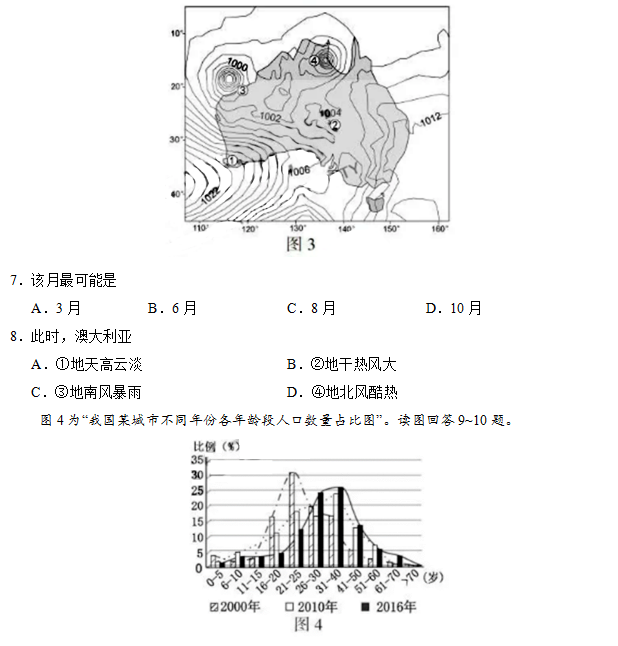 10°
20°
30°
40°
1000
④
③
1002
1004
②
1012
①
1006
1022
110° 120° 130° 140° 150° 160°
图 3
7．该月最可能是
A．3 月 B．6 月 C．8 月 D．10 月
8．此时，澳大利亚
A．①地天高云淡 B．②地干热风大
C．③地南风暴雨 D．④地北风酷热
图 4 为“我国某城市不同年份各年龄段人口数量占比图”。读图回答 9~10 题。
比例（%）
35
30
25
20
15
10
5
0
0-5 6-10 11-15 16-20 21-25 26-30 31-40 41-50 51-60 61-70 >70（岁）
2000年 2010年 2016年
图 4